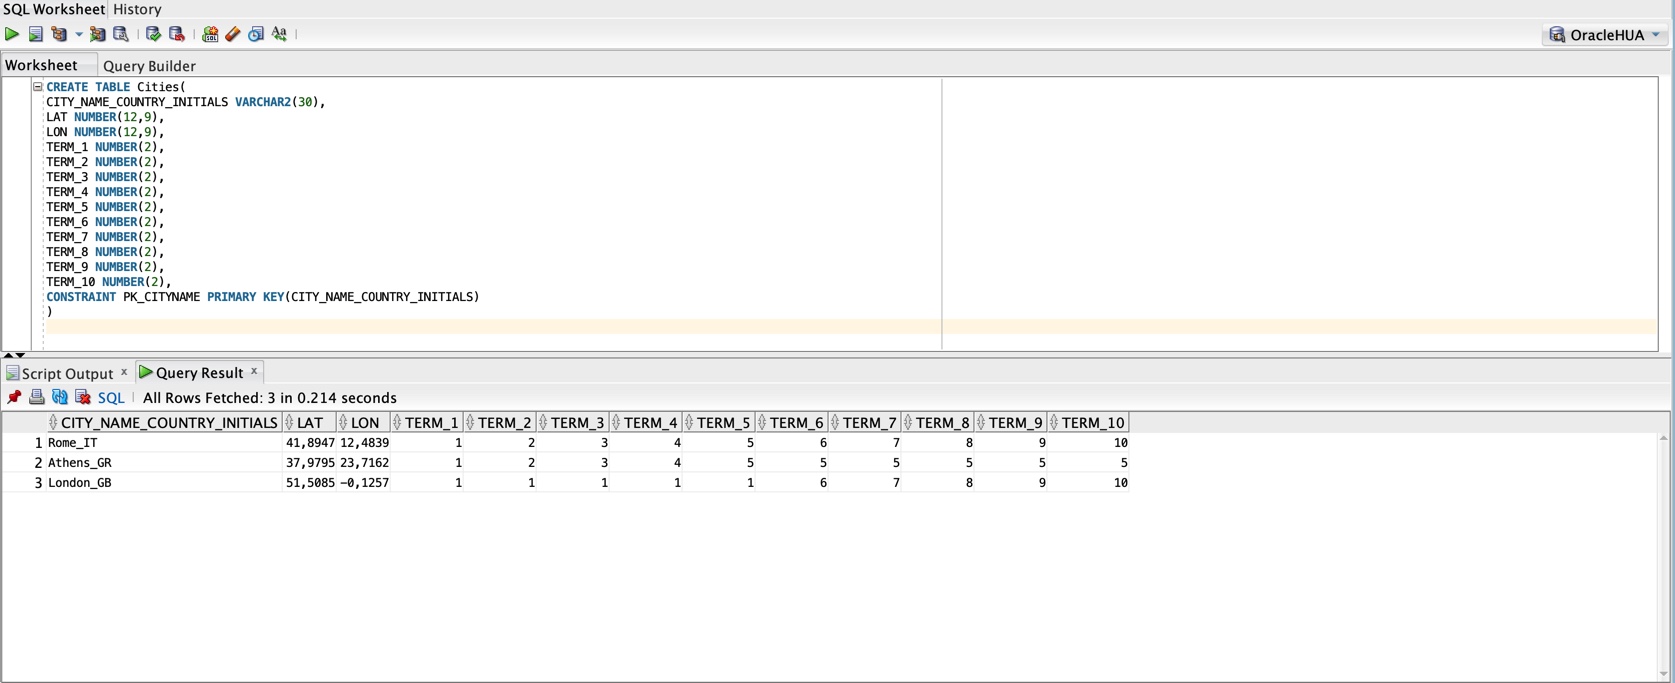 SQL Worksheet History
OracleHUA
Worksheet Query Builder
CREATE TABLE Cities(
CITY_NAME_COUNTRY_INITIALS VARCHAR2(30),
LAT NUMBER(12,9),
LON NUMBER(12,9),
TERM_1 NUMBER(2),
TERM_2 NUMBER(2),
TERM_3 NUMBER(2),
TERM_4 NUMBER(2),
TERM_5 NUMBER(2),
TERM_6 NUMBER(2),
TERM_7 NUMBER(2),
TERM_8 NUMBER(2),
TERM_9 NUMBER(2),
TERM_10 NUMBER(2),
CONSTRAINT PK_CITYNAME PRIMARY KEY(CITY_NAME_COUNTRY_INITIALS)
)
Script Output x Query Result x
SQL All Rows Fetched: 3 in 0.214 seconds
CITY_NAME_COUNTRY_INITIALS LAT LON TERM_1 TERM_2 TERM_3 TERM_4 TERM_5 TERM_6 TERM_7 TERM_8 TERM_9 TERM_10
1 Rome_IT 41,8947 12,4839 1 2 3 4 5 6 7 8 9 10
2 Athens_GR 37,9795 23,7162 1 2 3 4 5 5 5 5 5 5
3 London_GB 51,5085 -0,1257 1 1 1 1 1 6 7 8 9 10